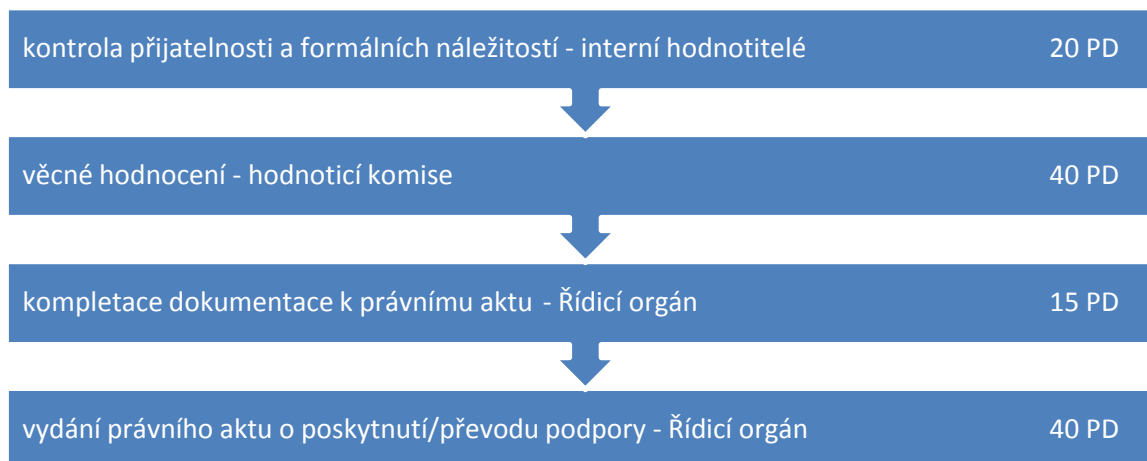 kontrola přijatelnosti a formálních náležitostí - interní hodnotitelé 20 PD
věcné hodnocení - hodnoticí komise 40 PD
kompletace dokumentace k právnímu aktu - Řídicí orgán 15 PD
vydání právního aktu o poskytnutí/převodu podpory - Řídicí orgán 40 PD